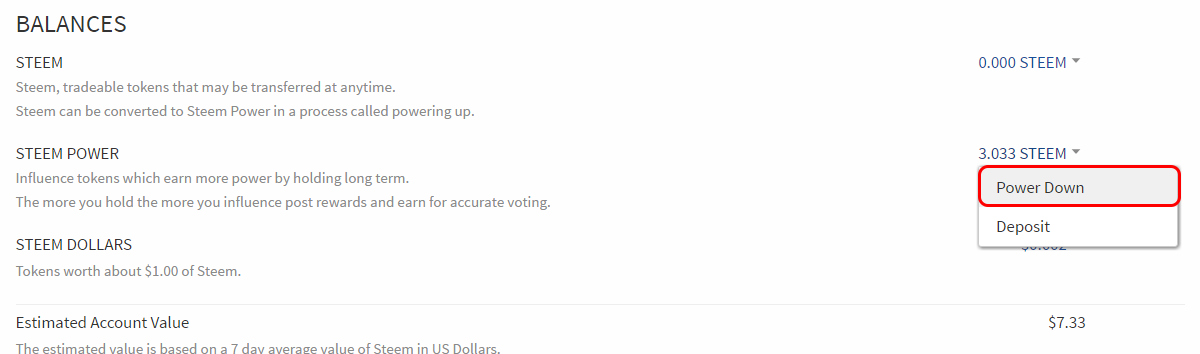 BALANCES
STEEM
0.000 STEEM
Steem, tradeable tokens that may be transferred at anytime.
Steem can be converted to Steem Power in a process called powering up.
STEEM POWER
3.033 STEEM
Influence tokens which earn more power by holding long term.
The more you hold the more you influence post rewards and earn for accurate voting.
Power Down
Deposit
STEEM DOLLARS
Tokens worth about $1.00 of Steem.
Estimated Account Value
$7.33
The estimated value is based on a 7 day average value of Steem in US Dollars.